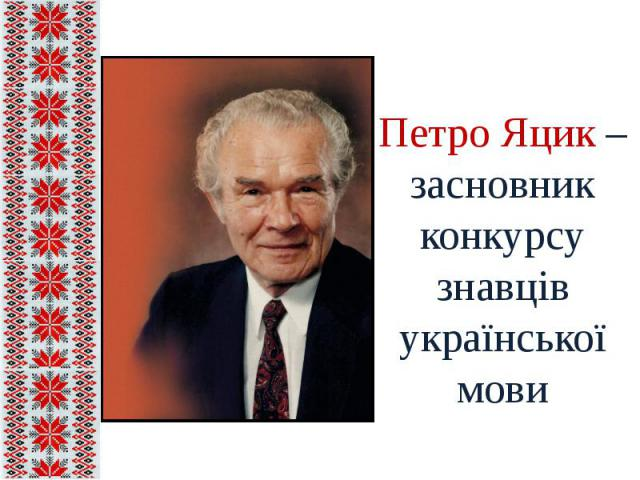 Петро Яцик –
засновник
конкурсу
знавців
української
мови